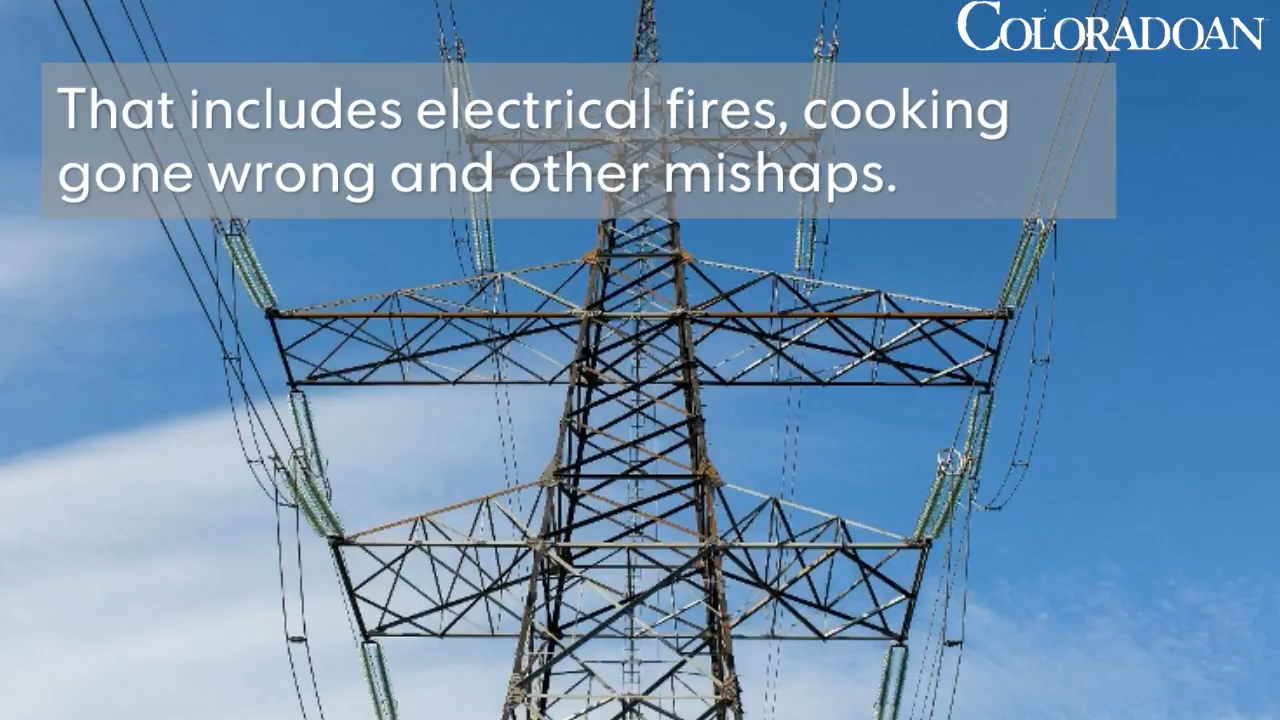 COLORADOAN
That includes electrical fires, cooking
gone wrong and other mishaps.